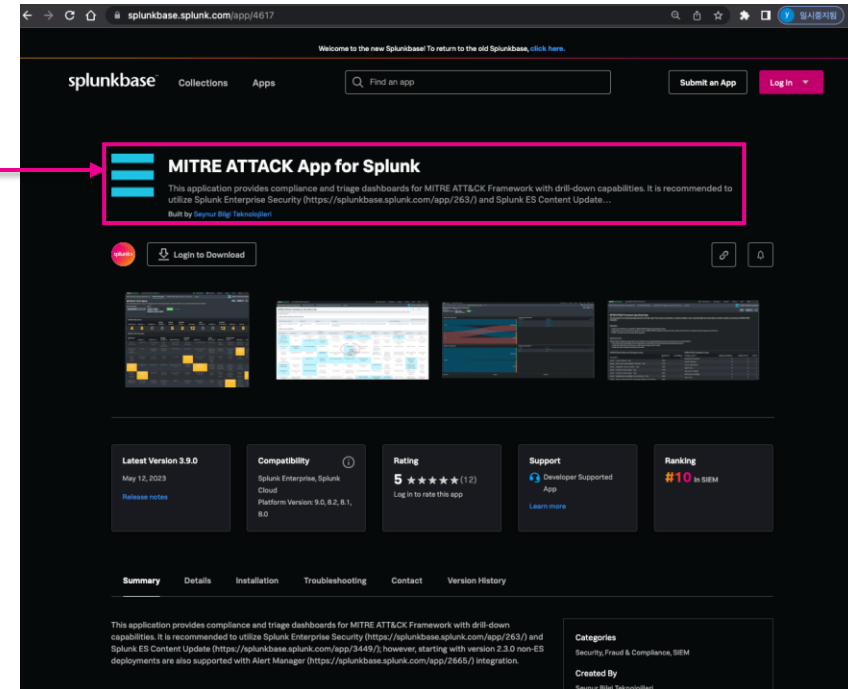 splunkbase.splunk.com/app/4617
일시중지됨
Welcome to the new Splunkbase! To return to the old Splunkbase, click here.
splunkbase
Collections
Apps
Find an app
Submit an App
Log In
MITRE ATTACK App for Splunk
This application provides compliance and triage dashboards for MITRE ATT&CK Framework with drill-down capabilities. It is recommended to
utilize Splunk Enterprise Security (https://splunkbase.splunk.com/app/263/) and Splunk ES Content Update...
Built by Seynur Bilgi Teknolojileri
splunk>
Login to Download
Latest Version 3.9.0
May 12, 2023
Release notes
Compatibility
Splunk Enterprise, Splunk
Cloud
Platform Version: 9.0, 8.2, 8.1,
8.0
Rating
5 ★★★★★ (12)
Log in to rate this app
Support
Developer Supported
App
Learn more
Ranking
#10 in SIEM
Summary
Details
Installation
Troubleshooting
Contact
Version History
This application provides compliance and triage dashboards for MITRE ATT&CK Framework with drill-down
capabilities. It is recommended to utilize Splunk Enterprise Security (https://splunkbase.splunk.com/app/263/) and
Splunk ES Content Update (https://splunkbase.splunk.com/app/3449/); however, starting with version 2.3.0 non-ES
deployments are also supported with Alert Manager (https://splunkbase.splunk.com/app/2665/) integration.
Categories
Security, Fraud & Compliance, SIEM
Created By
Seynur Bilgi Teknolojileri